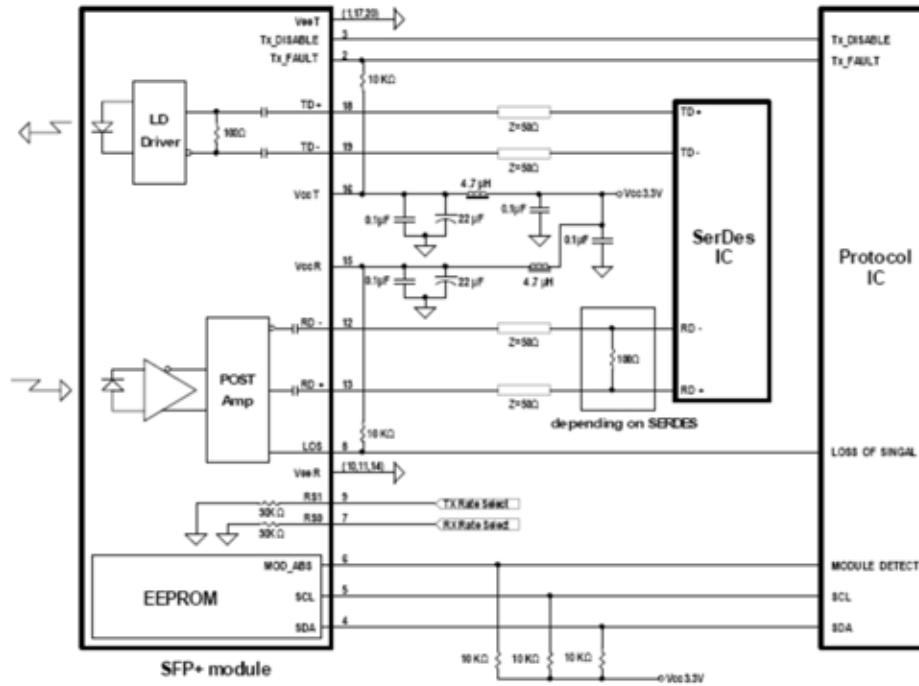 VeeT (1,17,20)
Tx_DISABLE 3 Tx_DISABLE
Tx_FAULT 2 Tx_FAULT
10 KΩ
LD Driver
100Ω
TD+ 18 TD+
Z=50Ω
TD- 19 TD-
Z=50Ω
4.7 μH
VccT 16 Vcc3.3V
0.1μF 22 μF 0.1μF
0.1μF
SerDes IC
Protocol IC
VccR 15
0.1μF 22 μF 4.7 μH
RD - 12 RD -
Z=50Ω
100Ω
POST Amp
RD + 13 RD +
Z=50Ω
depending on SERDES
10 KΩ
LOS 8 LOSS OF SINGAL
VeeR (10,11,14)
RS1 9 TX Rate Select
30KΩ
RS0 7 RX Rate Select
30KΩ
MOD_ABS 6 MODULE DETECT
EEPROM
SCL 5 SCL
SDA 4 SDA
10 KΩ 10 KΩ 10 KΩ
Vcc3.3V
SFP+ module